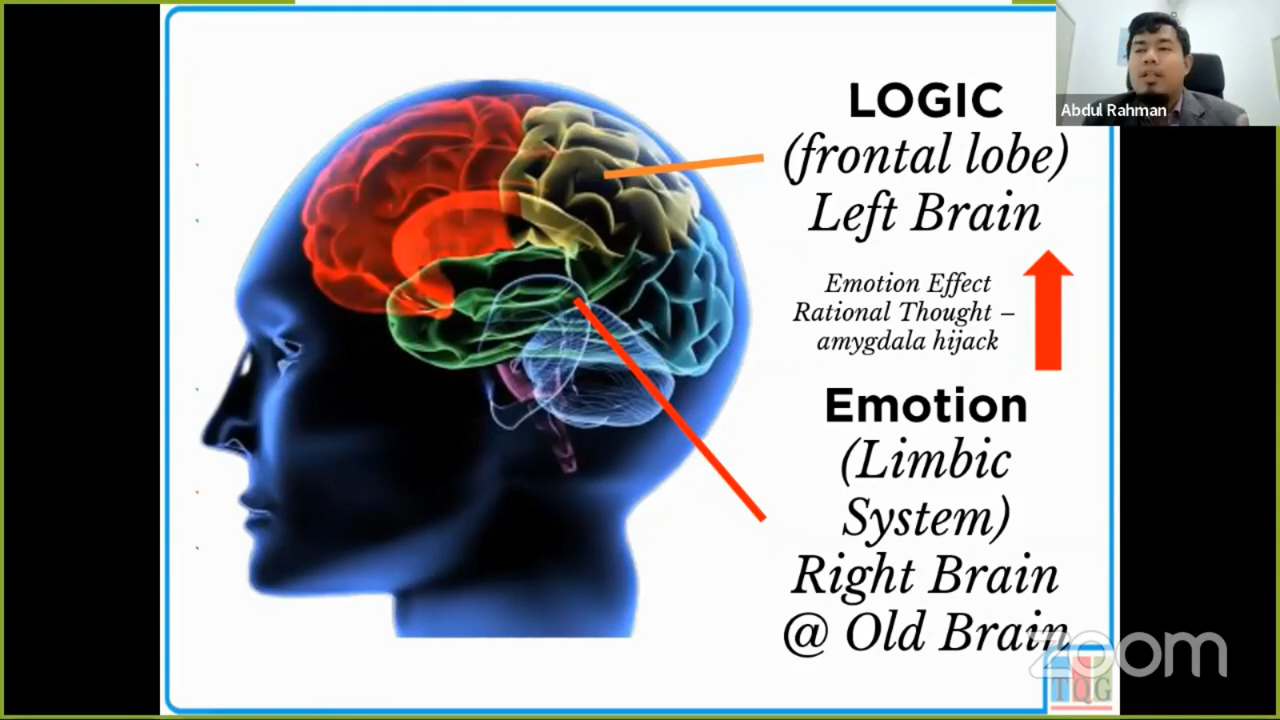 LOGIC
(frontal lobe)
Left Brain
Emotion Effect
Rational Thought –
amygdala hijack
Emotion
(Limbic
System)
Right Brain
@ Old Brain
Abdul Rahman
zoom
TQG